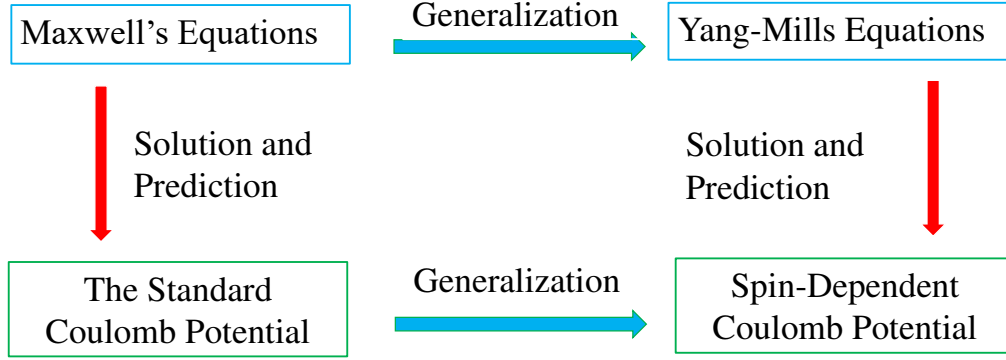 Maxwell's Equations
Generalization
Yang-Mills Equations
Solution and
Prediction
Solution and
Prediction
The Standard
Coulomb Potential
Generalization
Spin-Dependent
Coulomb Potential